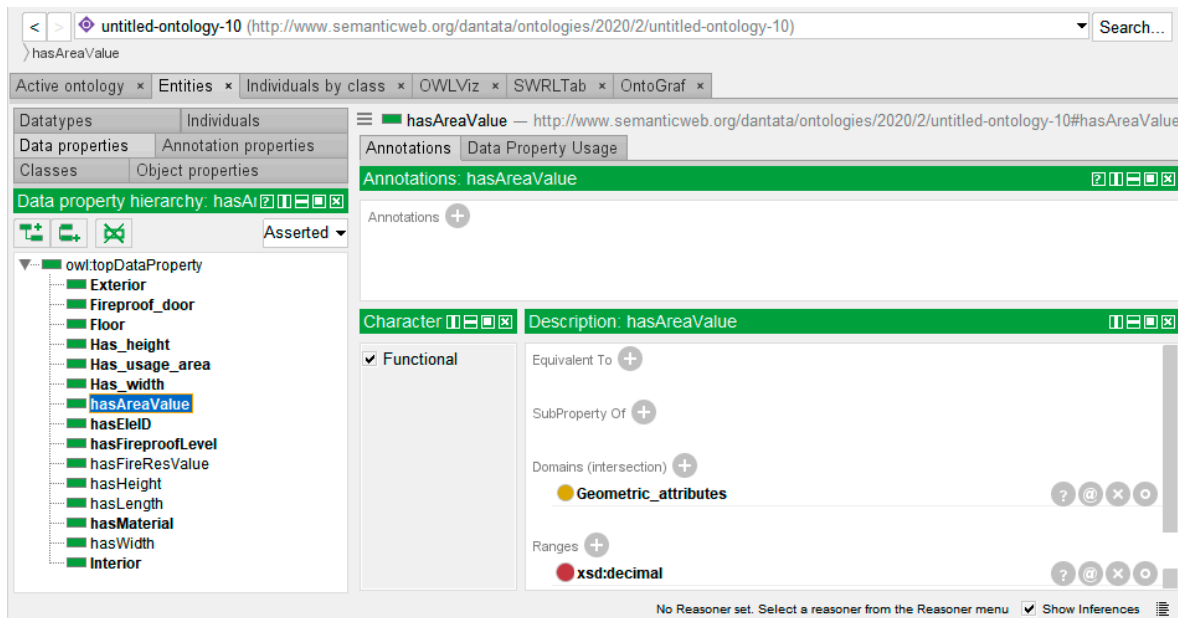 < > untitled-ontology-10 (http://www.semanticweb.org/dantata/ontologies/2020/2/untitled-ontology-10) Search...
hasAreaValue
Active ontology × Entities × Individuals by class × OWLViz × SWRLTab × OntoGraf ×
Datatypes Individuals
Data properties Annotation properties
Classes Object properties
Data property hierarchy: hasAr
Asserted
owl:topDataProperty
Exterior
Fireproof_door
Floor
Has_height
Has_usage_area
Has_width
hasAreaValue
hasEleID
hasFireproofLevel
hasFireResValue
hasHeight
hasLength
hasMaterial
hasWidth
Interior
hasAreaValue — http://www.semanticweb.org/dantata/ontologies/2020/2/untitled-ontology-10#hasAreaValue
Annotations Data Property Usage
Annotations: hasAreaValue
Annotations
Character
Functional
Description: hasAreaValue
Equivalent To
SubProperty Of
Domains (intersection)
Geometric_attributes
Ranges
xsd:decimal
No Reasoner set. Select a reasoner from the Reasoner menu Show Inferences